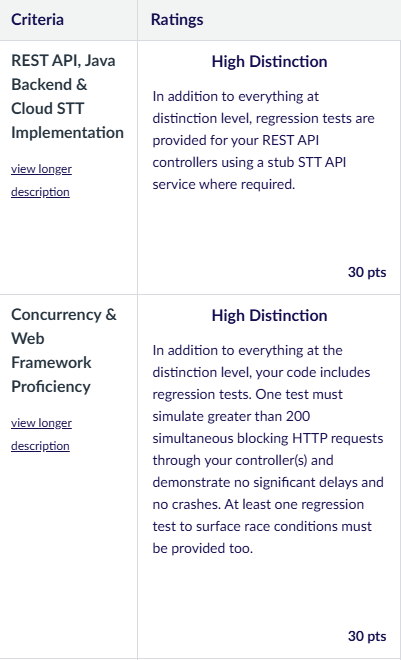 Criteria
Ratings
REST API, Java
Backend &
Cloud STT
Implementation
view longer
description
High Distinction
In addition to everything at
distinction level, regression tests are
provided for your REST API
controllers using a stub STT API
service where required.
30 pts
Concurrency &
Web
Framework
Proficiency
view longer
description
High Distinction
In addition to everything at the
distinction level, your code includes
regression tests. One test must
simulate greater than 200
simultaneous blocking HTTP requests
through your controller(s) and
demonstrate no significant delays and
no crashes. At least one regression
test to surface race conditions must
be provided too.
30 pts